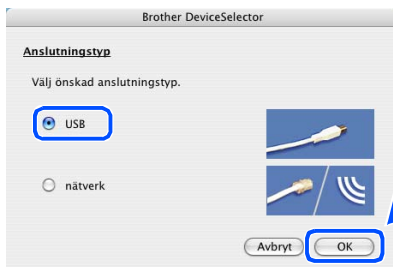 Brother DeviceSelector
Anslutningstyp
Välj önskad anslutningstyp.
USB
nätverk
Avbryt OK